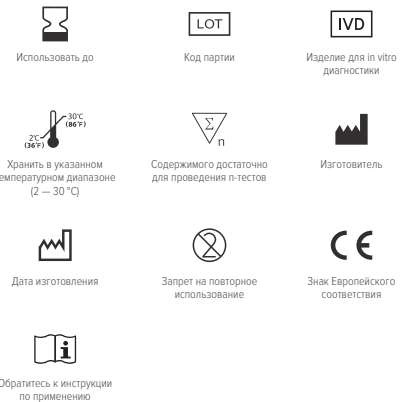 LOT
IVD
Использовать до
Код партии
Изделие для in vitro
диагностики
30°C
(86°F)
2°C
(36°F)
Σ
n
Хранить в указанном
температурном диапазоне
(2 — 30 °C)
Содержимого достаточно
для проведения n-тестов
Изготовитель
2
CE
Дата изготовления
Запрет на повторное
использование
Знак Европейского
соответствия
i
Обратитесь к инструкции
по применению